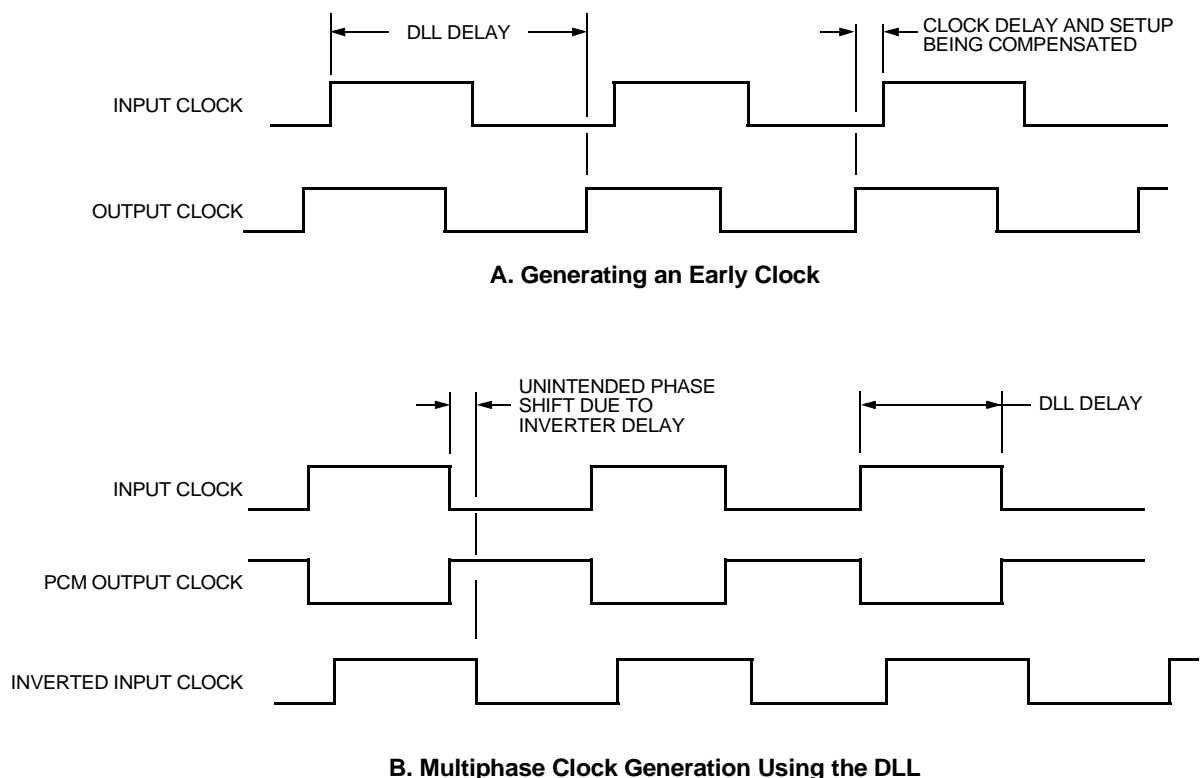 DLL DELAY
CLOCK DELAY AND SETUP
BEING COMPENSATED
INPUT CLOCK
OUTPUT CLOCK
A. Generating an Early Clock
UNINTENDED PHASE
SHIFT DUE TO
INVERTER DELAY
DLL DELAY
INPUT CLOCK
PCM OUTPUT CLOCK
INVERTED INPUT CLOCK
B. Multiphase Clock Generation Using the DLL